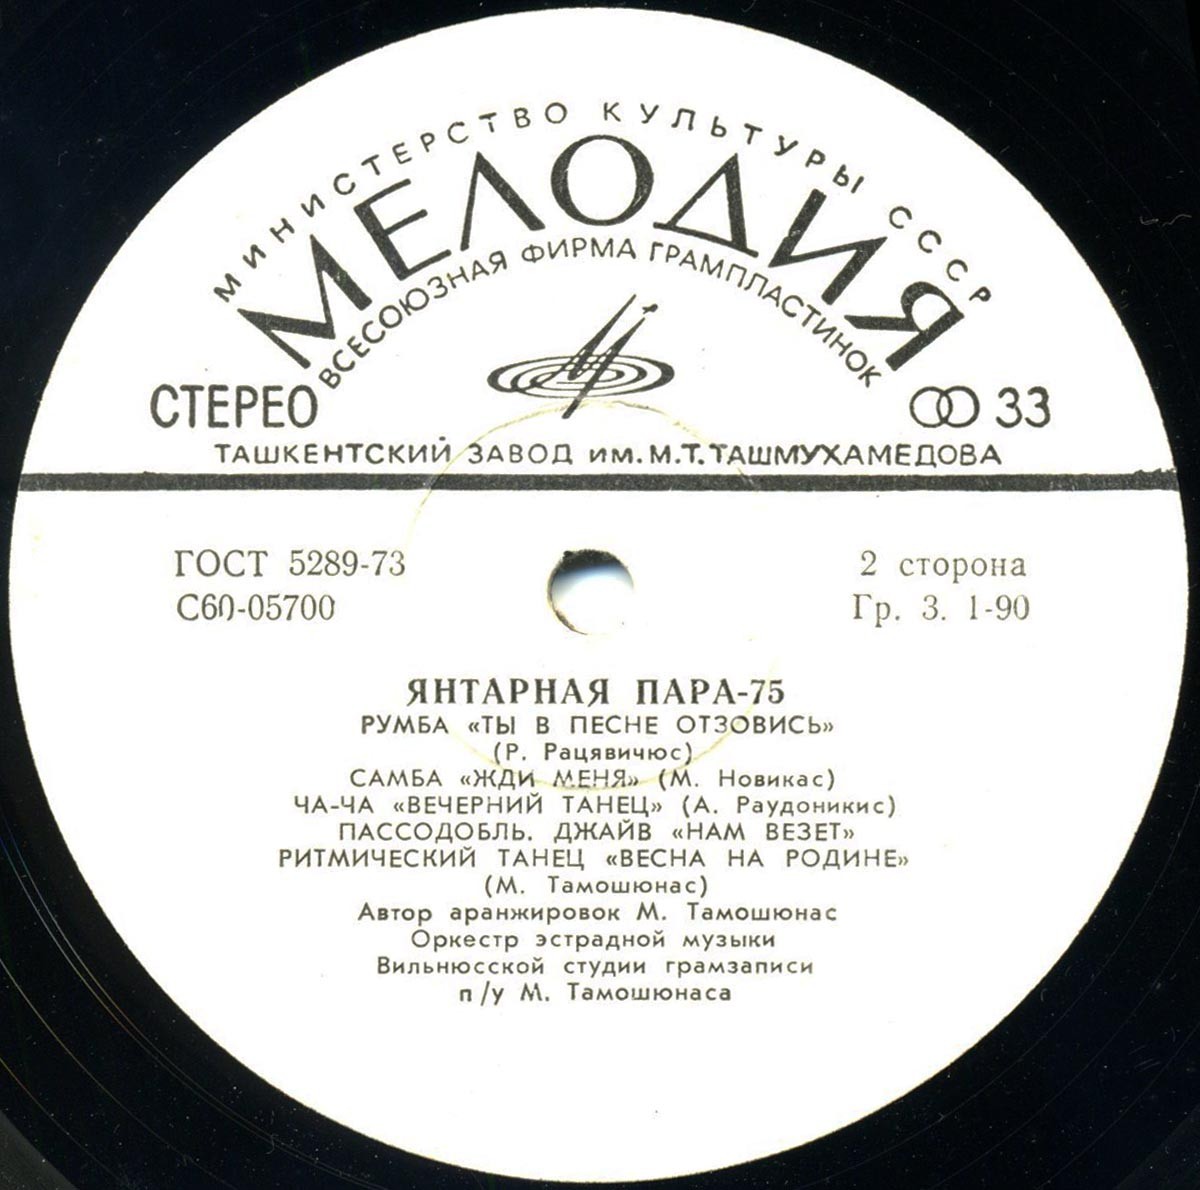 МИНИСТЕРСТВО КУЛЬТУРЫ СССР
МЕЛОДИЯ
ВСЕСОЮЗНАЯ ФИРМА ГРАМПЛАСТИНОК
СТЕРЕО 33
ТАШКЕНТСКИЙ ЗАВОД им. М.Т. ТАШМУХАМЕДОВА
ГОСТ 5289-73 2 сторона
С60-05700 Гр. 3. 1-90
ЯНТАРНАЯ ПАРА-75
РУМБА «ТЫ В ПЕСНЕ ОТЗОВИСЬ»
(Р. Рацявичюс)
САМБА «ЖДИ МЕНЯ» (М. Новикас)
ЧА-ЧА «ВЕЧЕРНИЙ ТАНЕЦ» (А. Раудоникис)
ПАССОДОБЛЬ. ДЖАЙВ «НАМ ВЕЗЕТ»
РИТМИЧЕСКИЙ ТАНЕЦ «ВЕСНА НА РОДИНЕ»
(М. Тамошюнас)
Автор аранжировок М. Тамошюнас
Оркестр эстрадной музыки
Вильнюсской студии грамзаписи
п/у М. Тамошюнаса